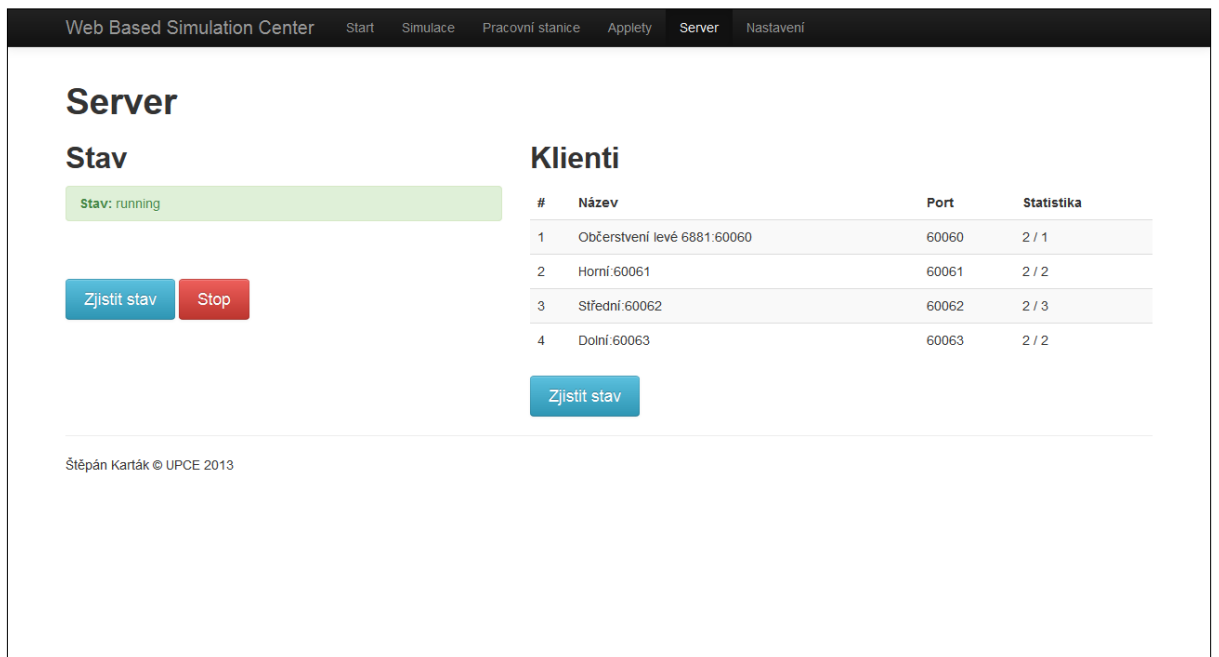 Web Based Simulation Center Start Simulace Pracovní stanice Applety Server Nastavení
Server
Stav
Stav: running
Zjistit stav Stop
Klienti
# Název Port Statistika
1 Občerstvení levé 6881:60060 60060 2 / 1
2 Horní:60061 60061 2 / 2
3 Střední:60062 60062 2 / 3
4 Dolní:60063 60063 2 / 2
Zjistit stav
Štěpán Karták © UPCE 2013